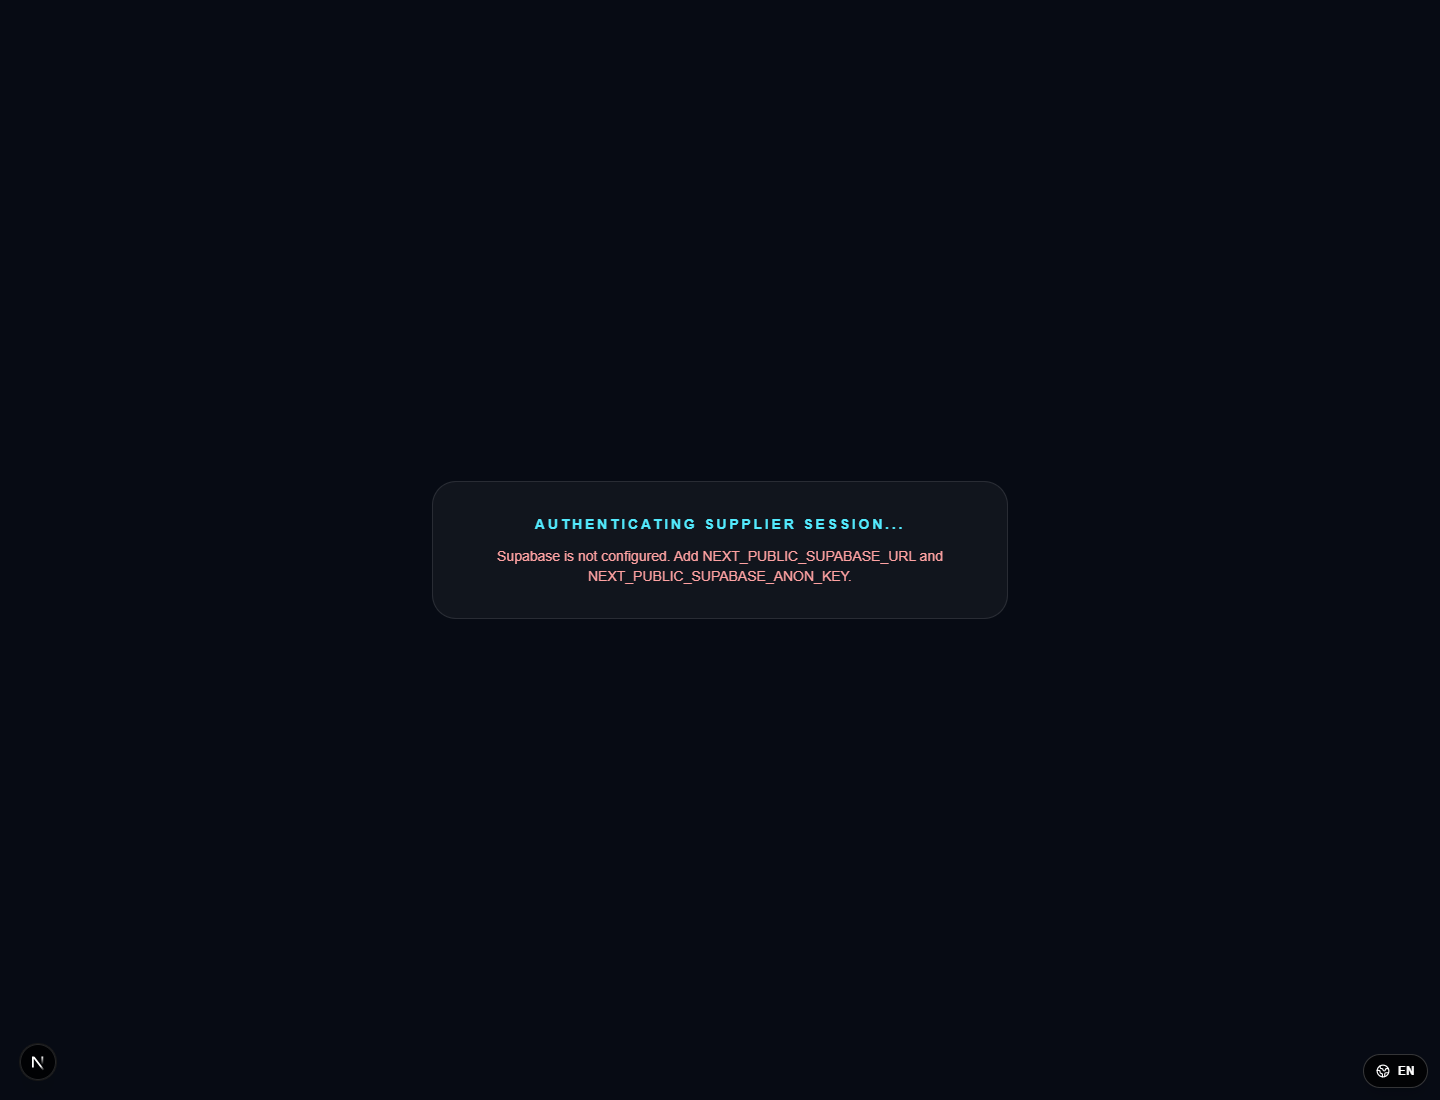 AUTHENTICATING SUPPLIER SESSION...
Supabase is not configured. Add NEXT_PUBLIC_SUPABASE_URL and
NEXT_PUBLIC_SUPABASE_ANON_KEY.
N
EN